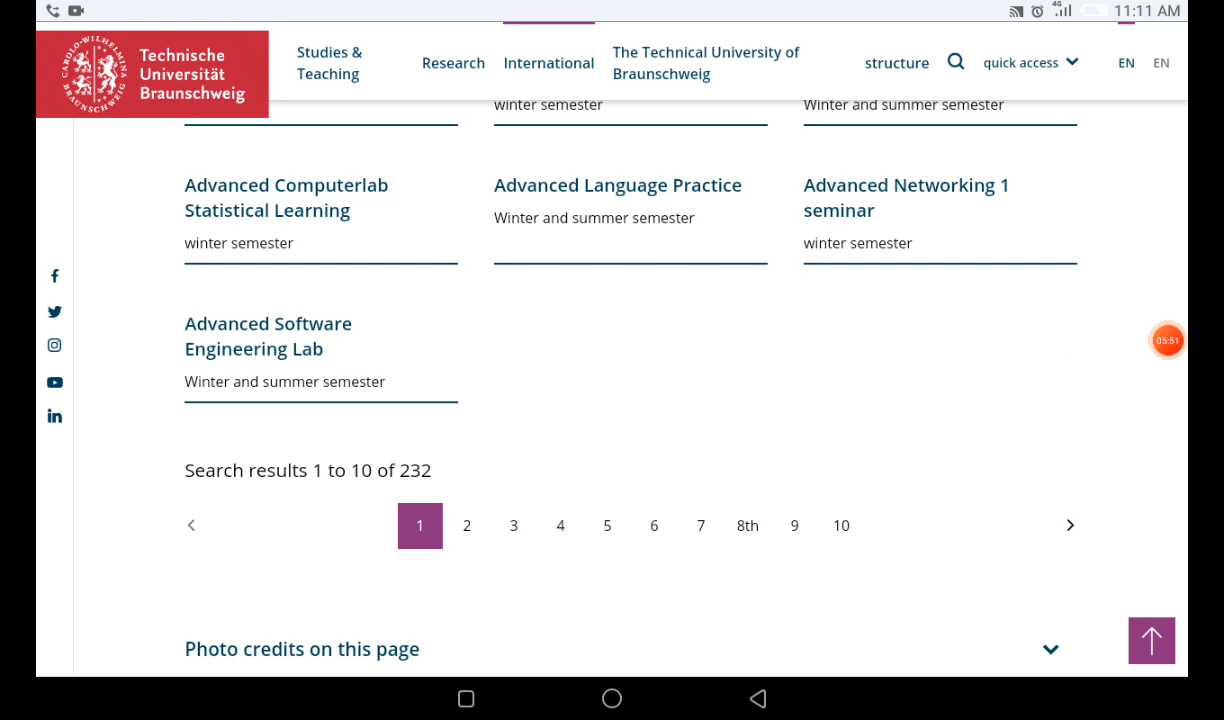 4G 11:11 AM
CAROLO-WILHELMINA BRAUNSCHWEIG
Technische
Universität
Braunschweig
Studies &
Teaching
Research
International
The Technical University of
Braunschweig
structure
quick access
EN
EN
winter semester
Winter and summer semester
Advanced Computerlab
Statistical Learning
winter semester
Advanced Language Practice
Winter and summer semester
Advanced Networking 1
seminar
winter semester
05:51
Advanced Software
Engineering Lab
Winter and summer semester
Search results 1 to 10 of 232
1 2 3 4 5 6 7 8th 9 10
Photo credits on this page